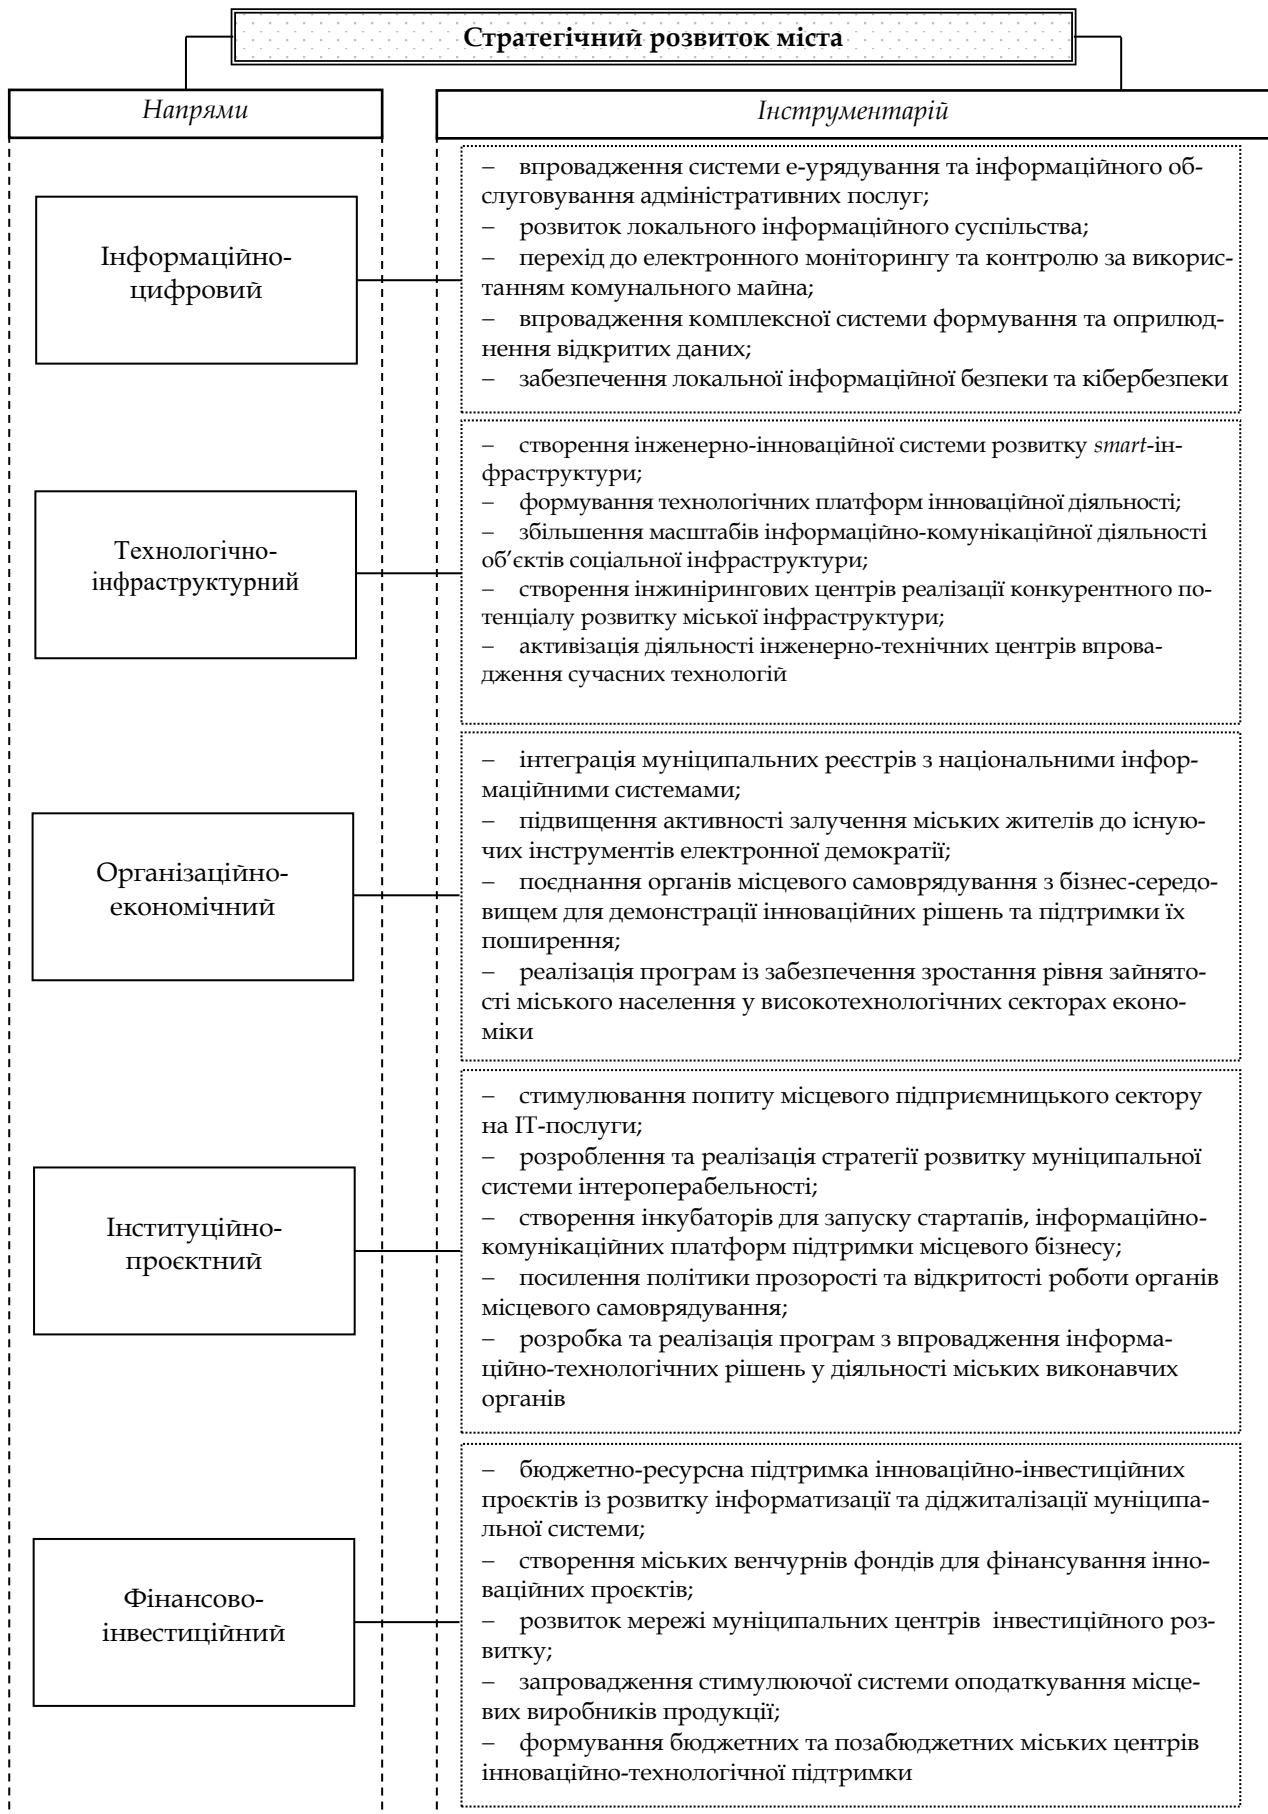 Стратегічний розвиток міста
Напрями
Інструментарій
Інформаційно-
цифровий
– впровадження системи е-урядування та інформаційного об-
слуговування адміністративних послуг;
– розвиток локального інформаційного суспільства;
– перехід до електронного моніторингу та контролю за викорис-
танням комунального майна;
– впровадження комплексної системи формування та оприлюд-
нення відкритих даних;
– забезпечення локальної інформаційної безпеки та кібербезпеки
Технологічно-
інфраструктурний
– створення інженерно-інноваційної системи розвитку smart-ін-
фраструктури;
– формування технологічних платформ інноваційної діяльності;
– збільшення масштабів інформаційно-комунікаційної діяльності
об’єктів соціальної інфраструктури;
– створення інжинірингових центрів реалізації конкурентного по-
тенціалу розвитку міської інфраструктури;
– активізація діяльності інженерно-технічних центрів впрова-
дження сучасних технологій
Організаційно-
економічний
– інтеграція муніципальних реєстрів з національними інфор-
маційними системами;
– підвищення активності залучення міських жителів до існую-
чих інструментів електронної демократії;
– поєднання органів місцевого самоврядування з бізнес-середо-
вищем для демонстрації інноваційних рішень та підтримки їх
поширення;
– реалізація програм із забезпечення зростання рівня зайнято-
сті міського населення у високотехнологічних секторах еконо-
міки
Інституційно-
проєктний
– стимулювання попиту місцевого підприємницького сектору
на ІТ-послуги;
– розроблення та реалізація стратегії розвитку муніципальної
системи інтероперабельності;
– створення інкубаторів для запуску стартапів, інформаційно-
комунікаційних платформ підтримки місцевого бізнесу;
– посилення політики прозорості та відкритості роботи органів
місцевого самоврядування;
– розробка та реалізація програм з впровадження інформа-
ційно-технологічних рішень у діяльності міських виконавчих
органів
Фінансово-
інвестиційний
– бюджетно-ресурсна підтримка інноваційно-інвестиційних
проєктів із розвитку інформатизації та діджиталізації муніципа-
льної системи;
– створення міських венчурнів фондів для фінансування інно-
ваційних проєктів;
– розвиток мережі муніципальних центрів інвестиційного роз-
витку;
– запровадження стимулюючої системи оподаткування місце-
вих виробників продукції;
– формування бюджетних та позабюджетних міських центрів
інноваційно-технологічної підтримки